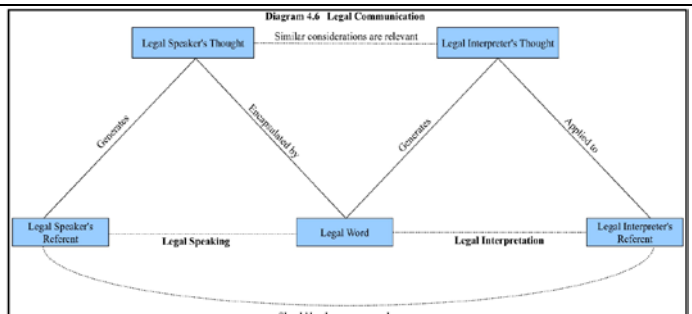 Diagram 4.6 Legal Communication
Legal Speaker's Thought
Similar considerations are relevant
Legal Interpreter's Thought
Generates
Encapsulated by
Generates
Applied to
Legal Speaker's
Referent
Legal Speaking
Legal Word
Legal Interpretation
Legal Interpreter's
Referent